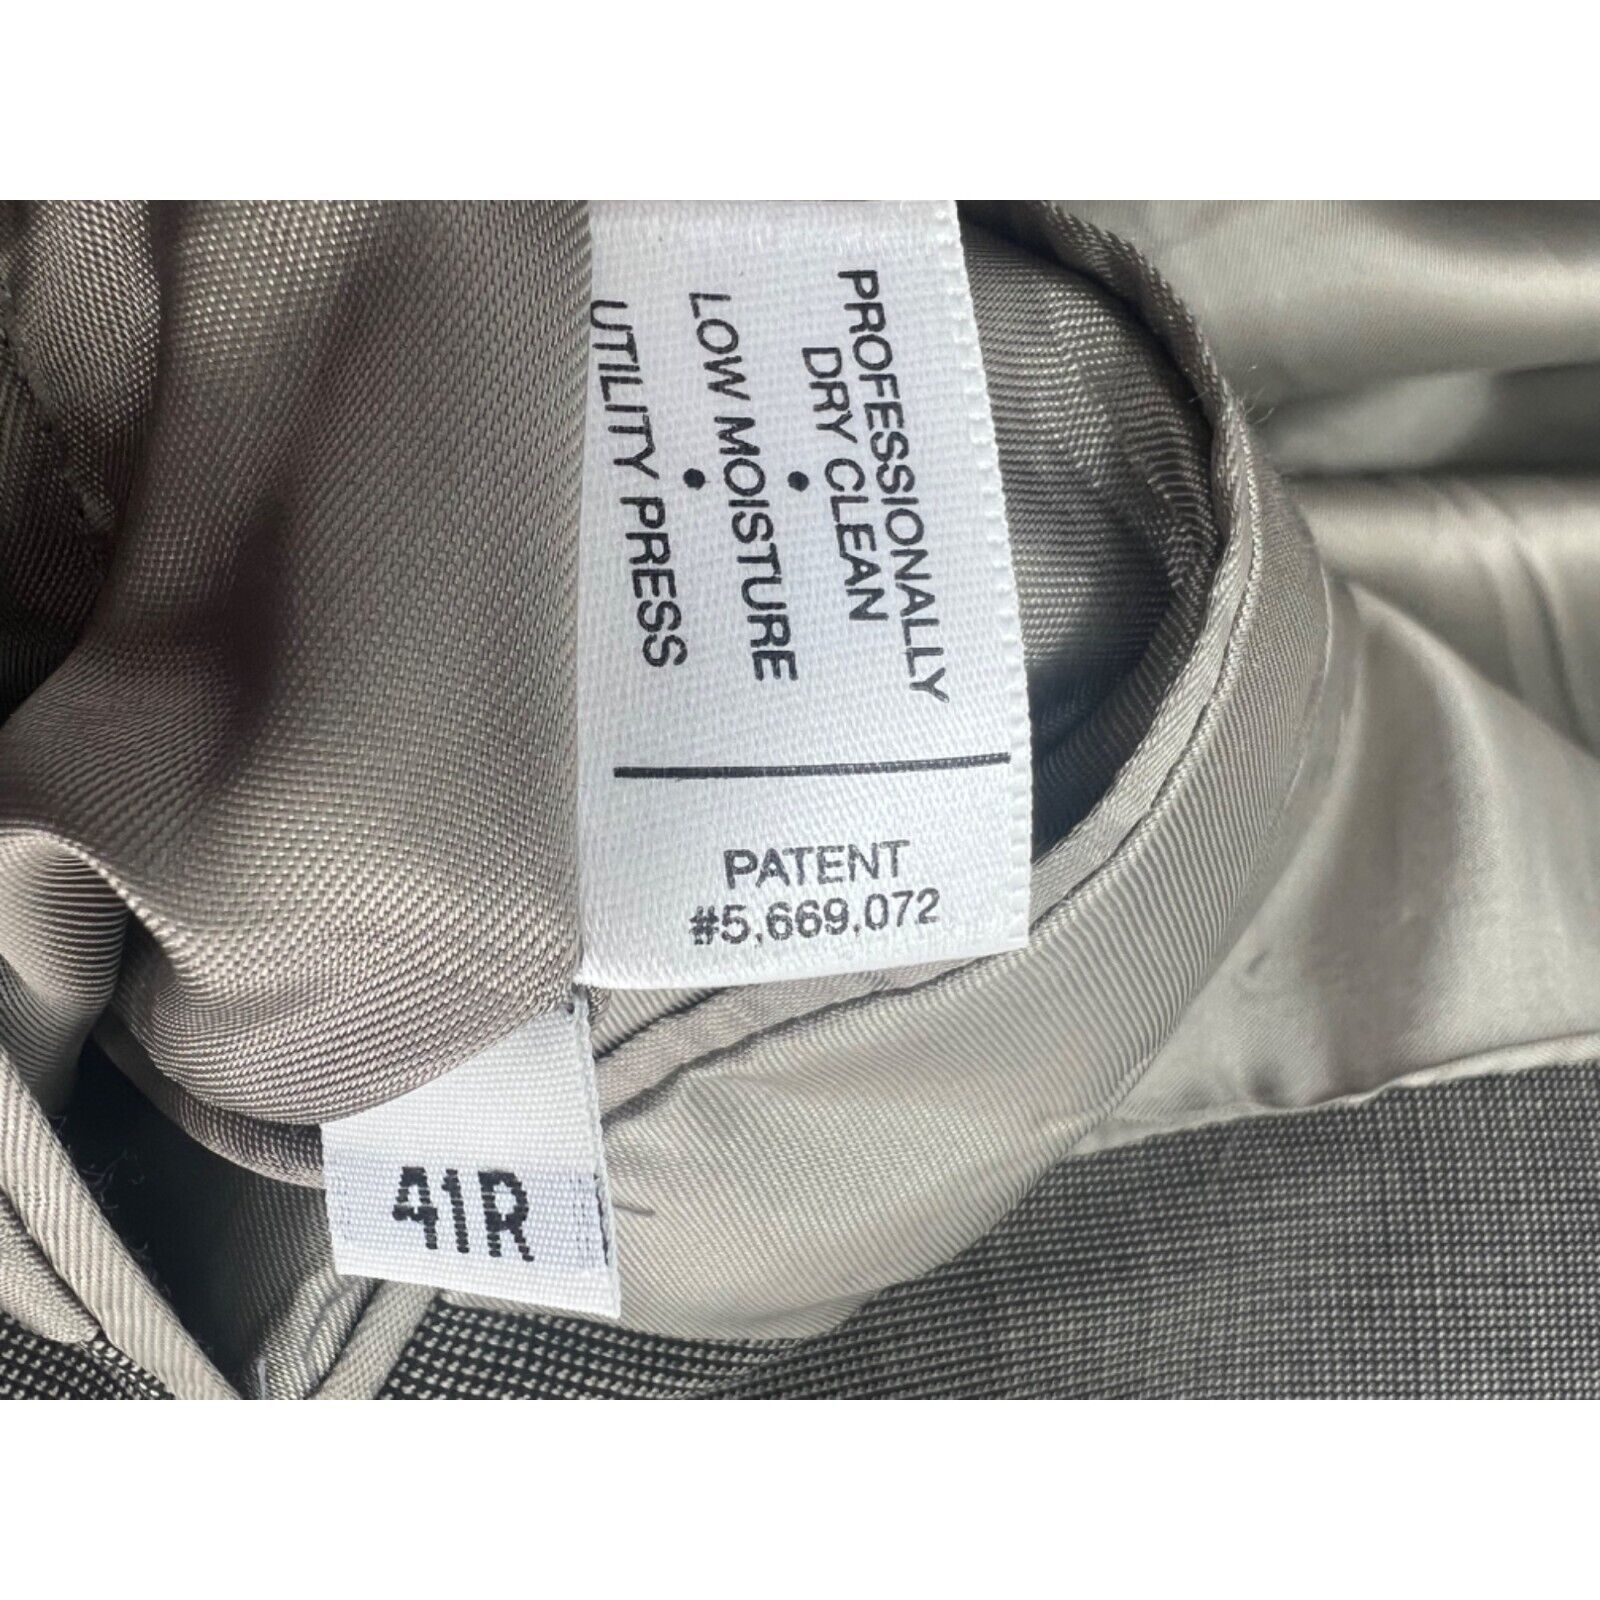 PROFESSIONALLY
DRY CLEAN
•
LOW MOISTURE
•
UTILITY PRESS
PATENT
#5,669,072
41R